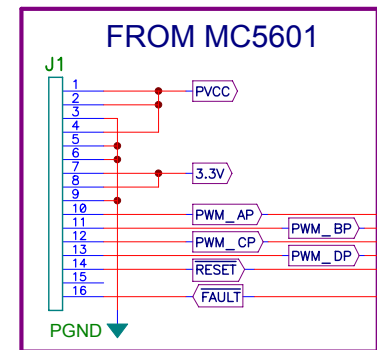 FROM MC5601
J1
1
PVCC
2
3
4
5
6
7
3.3V
8
9
10
PWM_AP
11
PWM_BP
12
PWM_CP
13
PWM_DP
14
RESET
15
16
FAULT
PGND